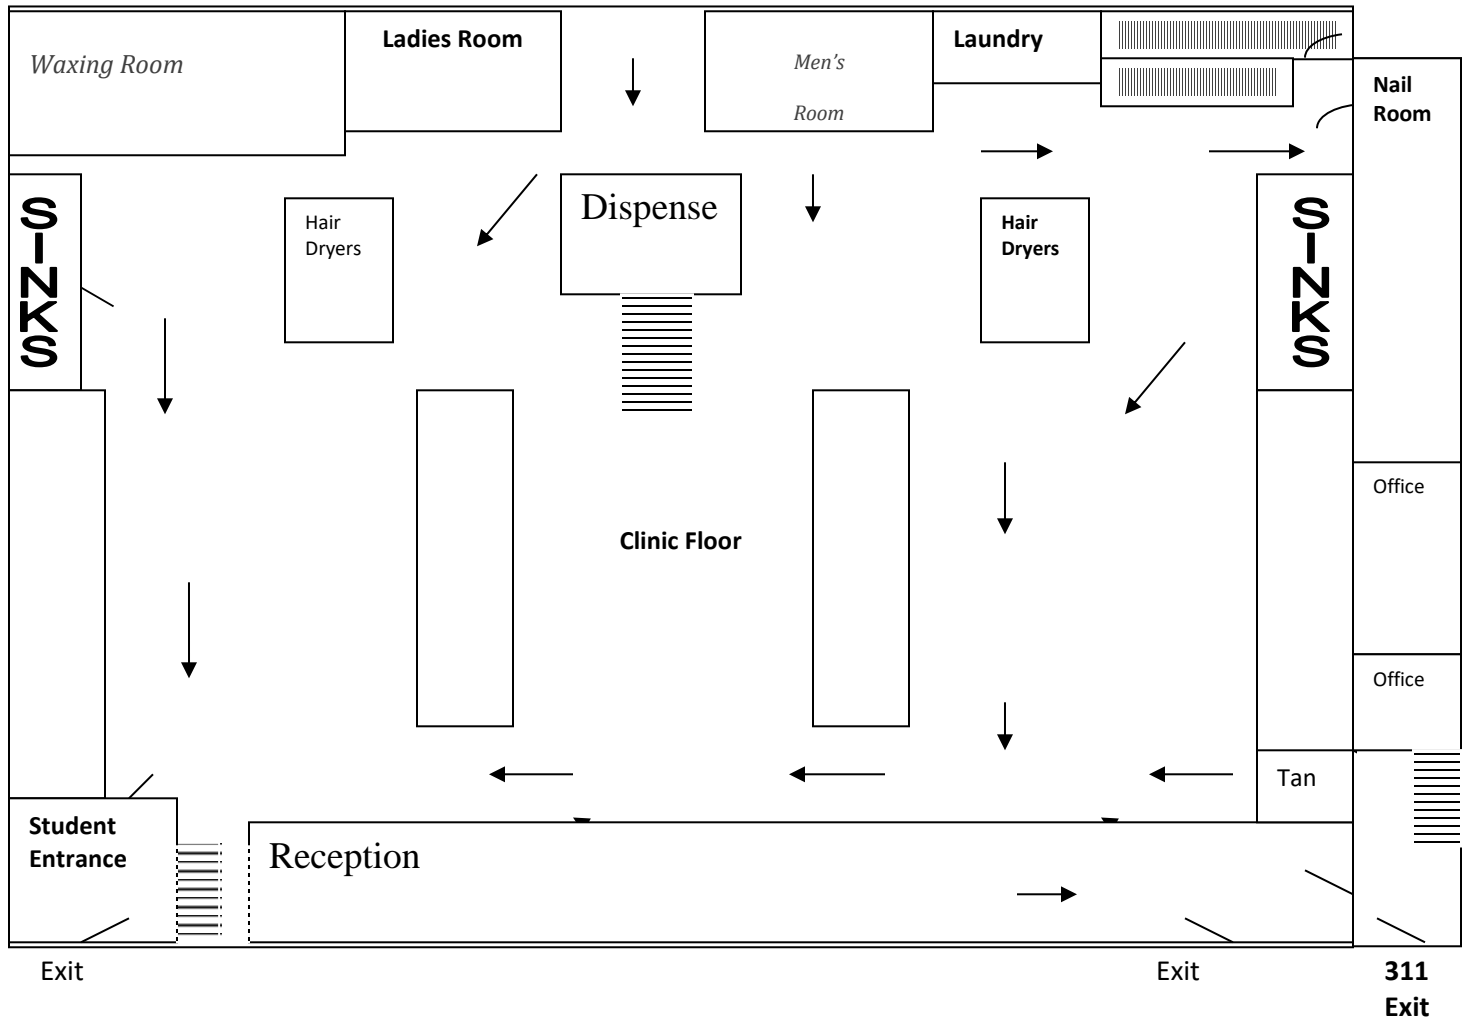 Waxing Room
Ladies Room
Men's
Room
Laundry
Nail
Room
SINKS
Hair
Dryers
Dispense
Hair
Dryers
SINKS
Office
Clinic Floor
Office
Tan
Student
Entrance
Reception
Exit
Exit
311
Exit